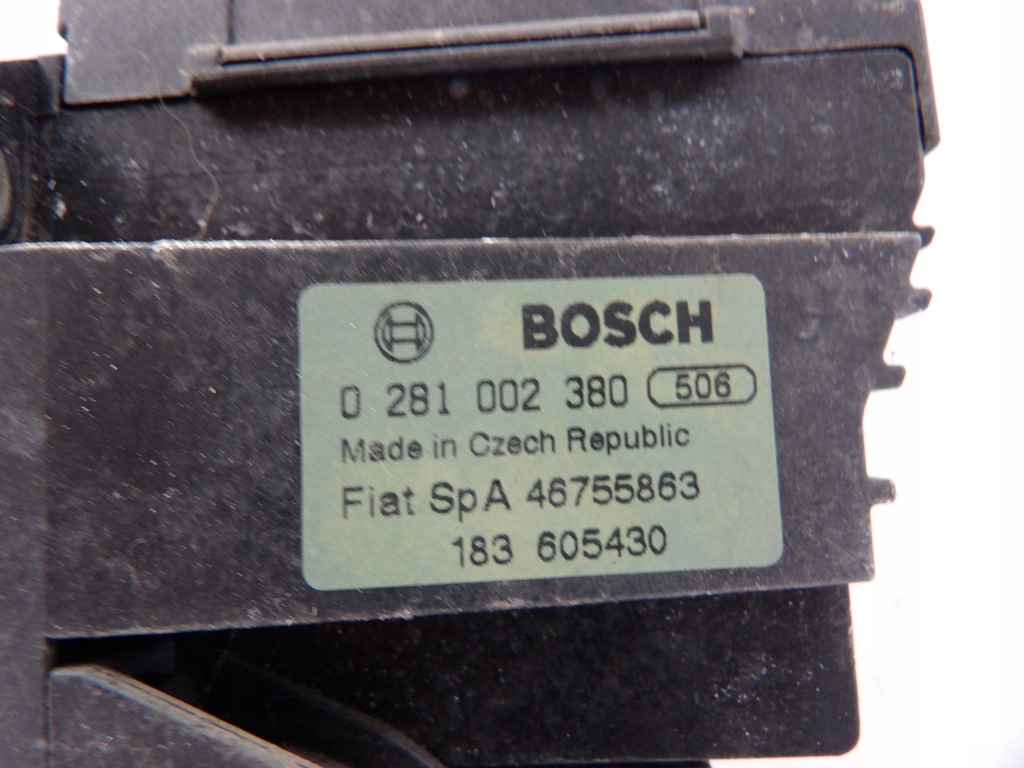 BOSCH
0 281 002 380 506
Made in Czech Republic
Fiat SpA 46755863
183 605430